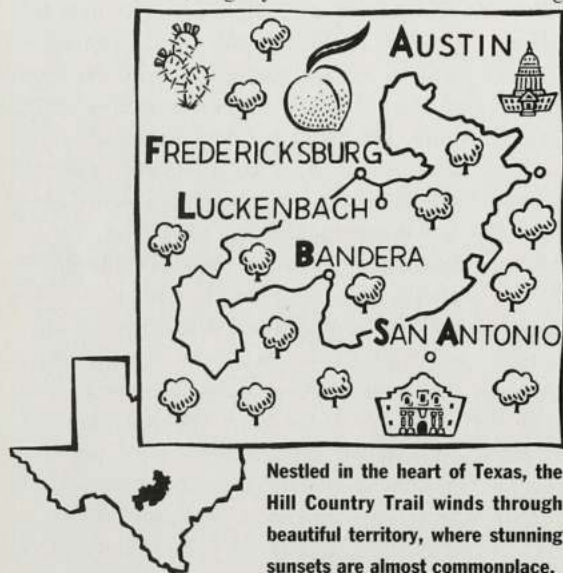 AUSTIN
FREDERICKSBURG
LUCKENBACH
BANDERA
SAN ANTONIO
Nestled in the heart of Texas, the
Hill Country Trail winds through
beautiful territory, where stunning
sunsets are almost commonplace.